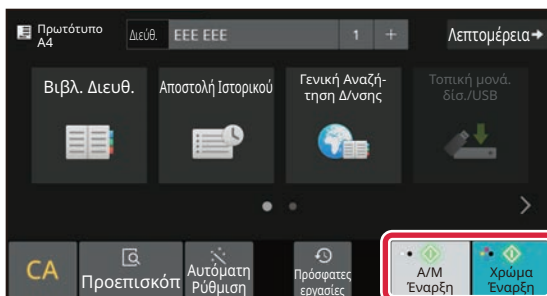 Πρωτότυπο
A4
Διεύθ.
EEE EEE
1
+
Λεπτομέρεια
Βιβλ. Διευθ.
Αποστολή Ιστορικού
Γενική Αναζή-
τηση Δ/νσης
Τοπική μονά.
δίσ./USB
CA
Προεπισκόπ
Αυτόματη
Ρύθμιση
Πρόσφατες
εργασίες
Α/Μ
Έναρξη
Χρώμα
Έναρξη